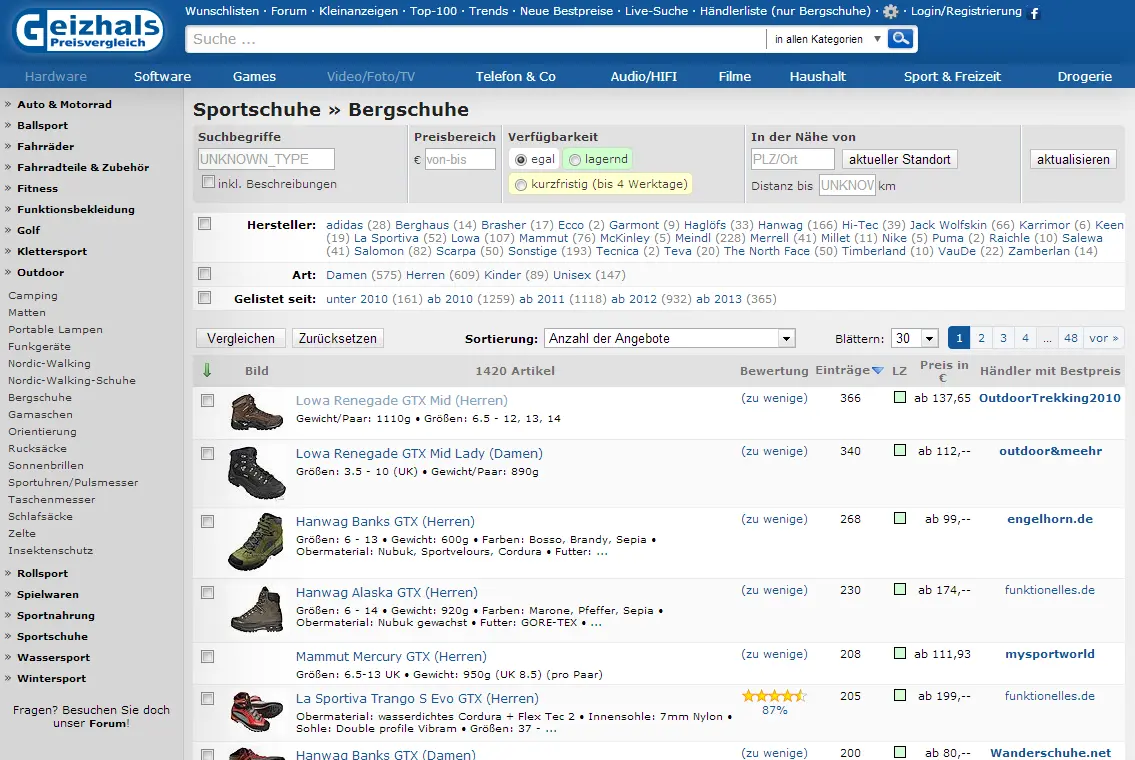 Geizhals
Preisvergleich
Wunschlisten · Forum · Kleinanzeigen · Top-100 · Trends · Neue Bestpreise · Live-Suche · Händlerliste (nur Bergschuhe) · · Login/Registrierung f
Suche ... in allen Kategorien
Hardware Software Games Video/Foto/TV Telefon & Co Audio/HIFI Filme Haushalt Sport & Freizeit Drogerie
» Auto & Motorrad
» Ballsport
» Fahrräder
» Fahrradteile & Zubehör
» Fitness
» Funktionsbekleidung
» Golf
» Klettersport
» Outdoor
Camping
Matten
Portable Lampen
Funkgeräte
Nordic-Walking
Nordic-Walking-Schuhe
Bergschuhe
Gamaschen
Orientierung
Rucksäcke
Sonnenbrillen
Sportuhren/Pulsmesser
Taschenmesser
Schlafsäcke
Zelte
Insektenschutz
» Rollsport
» Spielwaren
» Sportnahrung
» Sportschuhe
» Wassersport
» Wintersport
Fragen? Besuchen Sie doch
unser Forum!
Sportschuhe » Bergschuhe
Suchbegriffe Preisbereich Verfügbarkeit In der Nähe von
UNKNOWN_TYPE € von-bis egal lagernd PLZ/Ort aktueller Standort aktualisieren
inkl. Beschreibungen kurzfristig (bis 4 Werktage) Distanz bis UNKNOW km
Hersteller: adidas (28) Berghaus (14) Brasher (17) Ecco (2) Garmont (9) Haglöfs (33) Hanwag (166) Hi-Tec (39) Jack Wolfskin (66) Karrimor (6) Keen
(19) La Sportiva (52) Lowa (107) Mammut (76) McKinley (5) Meindl (228) Merrell (41) Millet (11) Nike (5) Puma (2) Raichle (10) Salewa
(41) Salomon (82) Scarpa (50) Sonstige (193) Tecnica (2) Teva (20) The North Face (50) Timberland (10) VauDe (22) Zamberlan (14)
Art: Damen (575) Herren (609) Kinder (89) Unisex (147)
Gelistet seit: unter 2010 (161) ab 2010 (1259) ab 2011 (1118) ab 2012 (932) ab 2013 (365)
Vergleichen Zurücksetzen Sortierung: Anzahl der Angebote Blättern: 30 1 2 3 4 ... 48 vor »
Bild 1420 Artikel Bewertung Einträge LZ Preis in € Händler mit Bestpreis
Lowa Renegade GTX Mid (Herren) (zu wenige) 366 ab 137,65 OutdoorTrekking2010
Gewicht/Paar: 1110g • Größen: 6.5 - 12, 13, 14
Lowa Renegade GTX Mid Lady (Damen) (zu wenige) 340 ab 112,-- outdoor&meehr
Größen: 3.5 - 10 (UK) • Gewicht/Paar: 890g
Hanwag Banks GTX (Herren) (zu wenige) 268 ab 99,-- engelhorn.de
Größen: 6 - 13 • Gewicht: 600g • Farben: Bosso, Brandy, Sepia •
Obermaterial: Nubuk, Sportvelours, Cordura • Futter: ...
Hanwag Alaska GTX (Herren) (zu wenige) 230 ab 174,-- funktionelles.de
Größen: 6 - 14 • Gewicht: 920g • Farben: Marone, Pfeffer, Sepia •
Obermaterial: Nubuk gewachst • Futter: GORE-TEX • ...
Mammut Mercury GTX (Herren) (zu wenige) 208 ab 111,93 mysportworld
Größen: 6.5-13 UK • Gewicht: 950g (UK 8.5) (pro Paar)
La Sportiva Trango S Evo GTX (Herren) 87% 205 ab 199,-- funktionelles.de
Obermaterial: wasserdichtes Cordura + Flex Tec 2 • Innensohle: 7mm Nylon •
Sohle: Double profile Vibram • Größen: 37 - ...
Hanwag Banks GTX (Damen) (zu wenige) 200 ab 80,-- Wanderschuhe.net